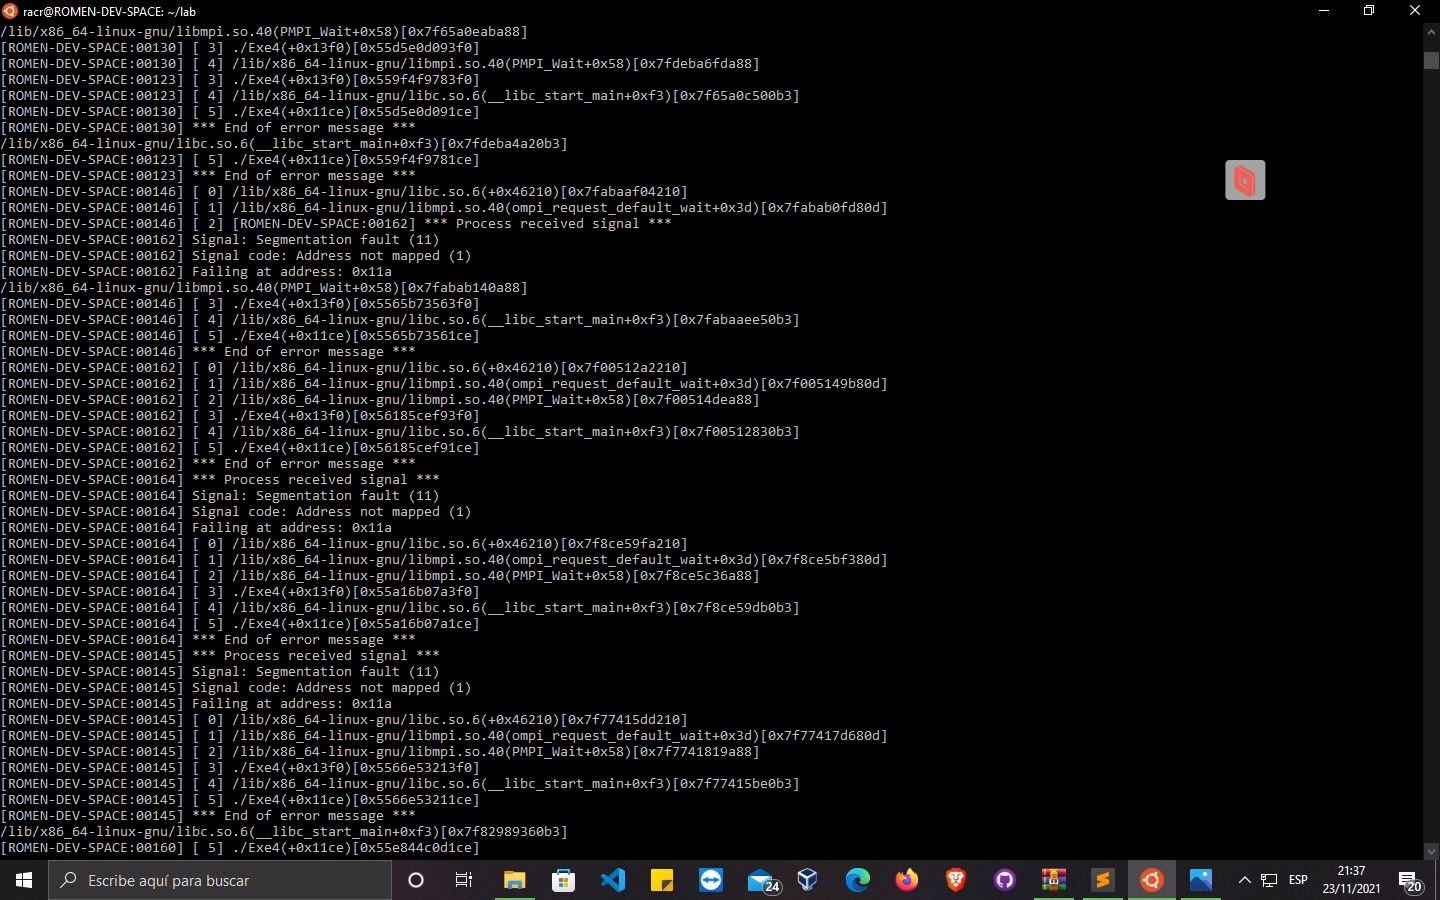 racr@ROMEN-DEV-SPACE: ~/lab
/lib/x86_64-linux-gnu/libmpi.so.40(PMPI_Wait+0x58)[0x7f65a0eaba88]
[ROMEN-DEV-SPACE:00130] [ 3] ./Exe4(+0x13f0)[0x55d5e0d093f0]
[ROMEN-DEV-SPACE:00130] [ 4] /lib/x86_64-linux-gnu/libmpi.so.40(PMPI_Wait+0x58)[0x7fdeba6fda88]
[ROMEN-DEV-SPACE:00123] [ 3] ./Exe4(+0x13f0)[0x559f4f9783f0]
[ROMEN-DEV-SPACE:00123] [ 4] /lib/x86_64-linux-gnu/libc.so.6(__libc_start_main+0xf3)[0x7f65a0c500b3]
[ROMEN-DEV-SPACE:00130] [ 5] ./Exe4(+0x11ce)[0x55d5e0d091ce]
[ROMEN-DEV-SPACE:00130] *** End of error message ***
/lib/x86_64-linux-gnu/libc.so.6(__libc_start_main+0xf3)[0x7fdeba4a20b3]
[ROMEN-DEV-SPACE:00123] [ 5] ./Exe4(+0x11ce)[0x559f4f9781ce]
[ROMEN-DEV-SPACE:00123] *** End of error message ***
[ROMEN-DEV-SPACE:00146] [ 0] /lib/x86_64-linux-gnu/libc.so.6(+0x46210)[0x7fabaaf04210]
[ROMEN-DEV-SPACE:00146] [ 1] /lib/x86_64-linux-gnu/libmpi.so.40(ompi_request_default_wait+0x3d)[0x7fabab0fd80d]
[ROMEN-DEV-SPACE:00146] [ 2] [ROMEN-DEV-SPACE:00162] *** Process received signal ***
[ROMEN-DEV-SPACE:00162] Signal: Segmentation fault (11)
[ROMEN-DEV-SPACE:00162] Signal code: Address not mapped (1)
[ROMEN-DEV-SPACE:00162] Failing at address: 0x11a
/lib/x86_64-linux-gnu/libmpi.so.40(PMPI_Wait+0x58)[0x7fabab140a88]
[ROMEN-DEV-SPACE:00146] [ 3] ./Exe4(+0x13f0)[0x5565b73563f0]
[ROMEN-DEV-SPACE:00146] [ 4] /lib/x86_64-linux-gnu/libc.so.6(__libc_start_main+0xf3)[0x7fabaaee50b3]
[ROMEN-DEV-SPACE:00146] [ 5] ./Exe4(+0x11ce)[0x5565b73561ce]
[ROMEN-DEV-SPACE:00146] *** End of error message ***
[ROMEN-DEV-SPACE:00162] [ 0] /lib/x86_64-linux-gnu/libc.so.6(+0x46210)[0x7f00512a2210]
[ROMEN-DEV-SPACE:00162] [ 1] /lib/x86_64-linux-gnu/libmpi.so.40(ompi_request_default_wait+0x3d)[0x7f005149b80d]
[ROMEN-DEV-SPACE:00162] [ 2] /lib/x86_64-linux-gnu/libmpi.so.40(PMPI_Wait+0x58)[0x7f00514dea88]
[ROMEN-DEV-SPACE:00162] [ 3] ./Exe4(+0x13f0)[0x56185cef93f0]
[ROMEN-DEV-SPACE:00162] [ 4] /lib/x86_64-linux-gnu/libc.so.6(__libc_start_main+0xf3)[0x7f00512830b3]
[ROMEN-DEV-SPACE:00162] [ 5] ./Exe4(+0x11ce)[0x56185cef91ce]
[ROMEN-DEV-SPACE:00162] *** End of error message ***
[ROMEN-DEV-SPACE:00164] *** Process received signal ***
[ROMEN-DEV-SPACE:00164] Signal: Segmentation fault (11)
[ROMEN-DEV-SPACE:00164] Signal code: Address not mapped (1)
[ROMEN-DEV-SPACE:00164] Failing at address: 0x11a
[ROMEN-DEV-SPACE:00164] [ 0] /lib/x86_64-linux-gnu/libc.so.6(+0x46210)[0x7f8ce59fa210]
[ROMEN-DEV-SPACE:00164] [ 1] /lib/x86_64-linux-gnu/libmpi.so.40(ompi_request_default_wait+0x3d)[0x7f8ce5bf380d]
[ROMEN-DEV-SPACE:00164] [ 2] /lib/x86_64-linux-gnu/libmpi.so.40(PMPI_Wait+0x58)[0x7f8ce5c36a88]
[ROMEN-DEV-SPACE:00164] [ 3] ./Exe4(+0x13f0)[0x55a16b07a3f0]
[ROMEN-DEV-SPACE:00164] [ 4] /lib/x86_64-linux-gnu/libc.so.6(__libc_start_main+0xf3)[0x7f8ce59db0b3]
[ROMEN-DEV-SPACE:00164] [ 5] ./Exe4(+0x11ce)[0x55a16b07a1ce]
[ROMEN-DEV-SPACE:00164] *** End of error message ***
[ROMEN-DEV-SPACE:00145] *** Process received signal ***
[ROMEN-DEV-SPACE:00145] Signal: Segmentation fault (11)
[ROMEN-DEV-SPACE:00145] Signal code: Address not mapped (1)
[ROMEN-DEV-SPACE:00145] Failing at address: 0x11a
[ROMEN-DEV-SPACE:00145] [ 0] /lib/x86_64-linux-gnu/libc.so.6(+0x46210)[0x7f77415dd210]
[ROMEN-DEV-SPACE:00145] [ 1] /lib/x86_64-linux-gnu/libmpi.so.40(ompi_request_default_wait+0x3d)[0x7f77417d680d]
[ROMEN-DEV-SPACE:00145] [ 2] /lib/x86_64-linux-gnu/libmpi.so.40(PMPI_Wait+0x58)[0x7f7741819a88]
[ROMEN-DEV-SPACE:00145] [ 3] ./Exe4(+0x13f0)[0x5566e53213f0]
[ROMEN-DEV-SPACE:00145] [ 4] /lib/x86_64-linux-gnu/libc.so.6(__libc_start_main+0xf3)[0x7f77415be0b3]
[ROMEN-DEV-SPACE:00145] [ 5] ./Exe4(+0x11ce)[0x5566e53211ce]
[ROMEN-DEV-SPACE:00145] *** End of error message ***
/lib/x86_64-linux-gnu/libc.so.6(__libc_start_main+0xf3)[0x7f82989360b3]
[ROMEN-DEV-SPACE:00160] [ 5] ./Exe4(+0x11ce)[0x55e844c0d1ce]
Escribe aquí para buscar
24
ESP
21:37
23/11/2021
20